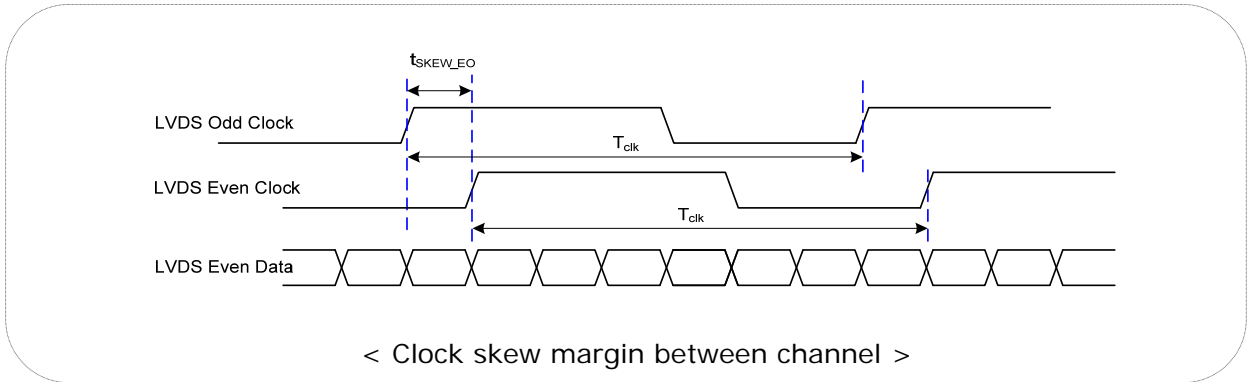 tSKEW_EO
LVDS Odd Clock
Tclk
LVDS Even Clock
Tclk
LVDS Even Data
< Clock skew margin between channel >